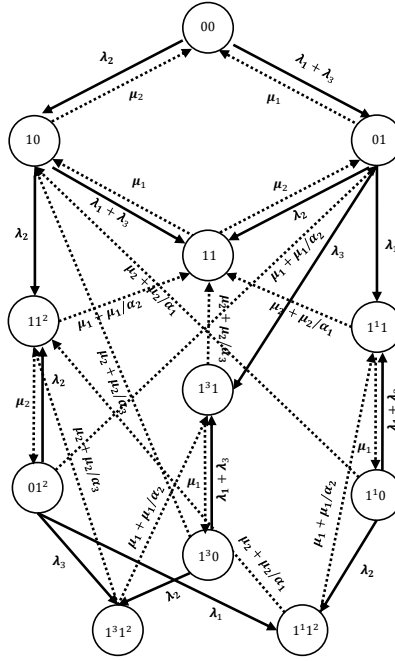 00
λ₂
λ₁ + λ₃
μ₂
μ₁
10
01
μ₁
μ₂
λ₂
λ₁ + λ₃
λ₂
μ₁ + μ₁/α₂
λ₃
λ₁
11
μ₂ + μ₂/α₁
μ₂ + μ₂/α₃
μ₁ + μ₁/α₂
μ₂ + μ₂/α₁
11²
1¹1
μ₂ + μ₂/α₃
1³1
μ₂
λ₂
μ₁
μ₂ + μ₂/α₃
μ₁ + μ₁/α₂
μ₁
λ₁ + λ₃
μ₁ + μ₁/α₂
01²
1¹0
1³0
μ₂ + μ₂/α₁
λ₃
λ₂
λ₁
λ₂
1³1²
1¹1²